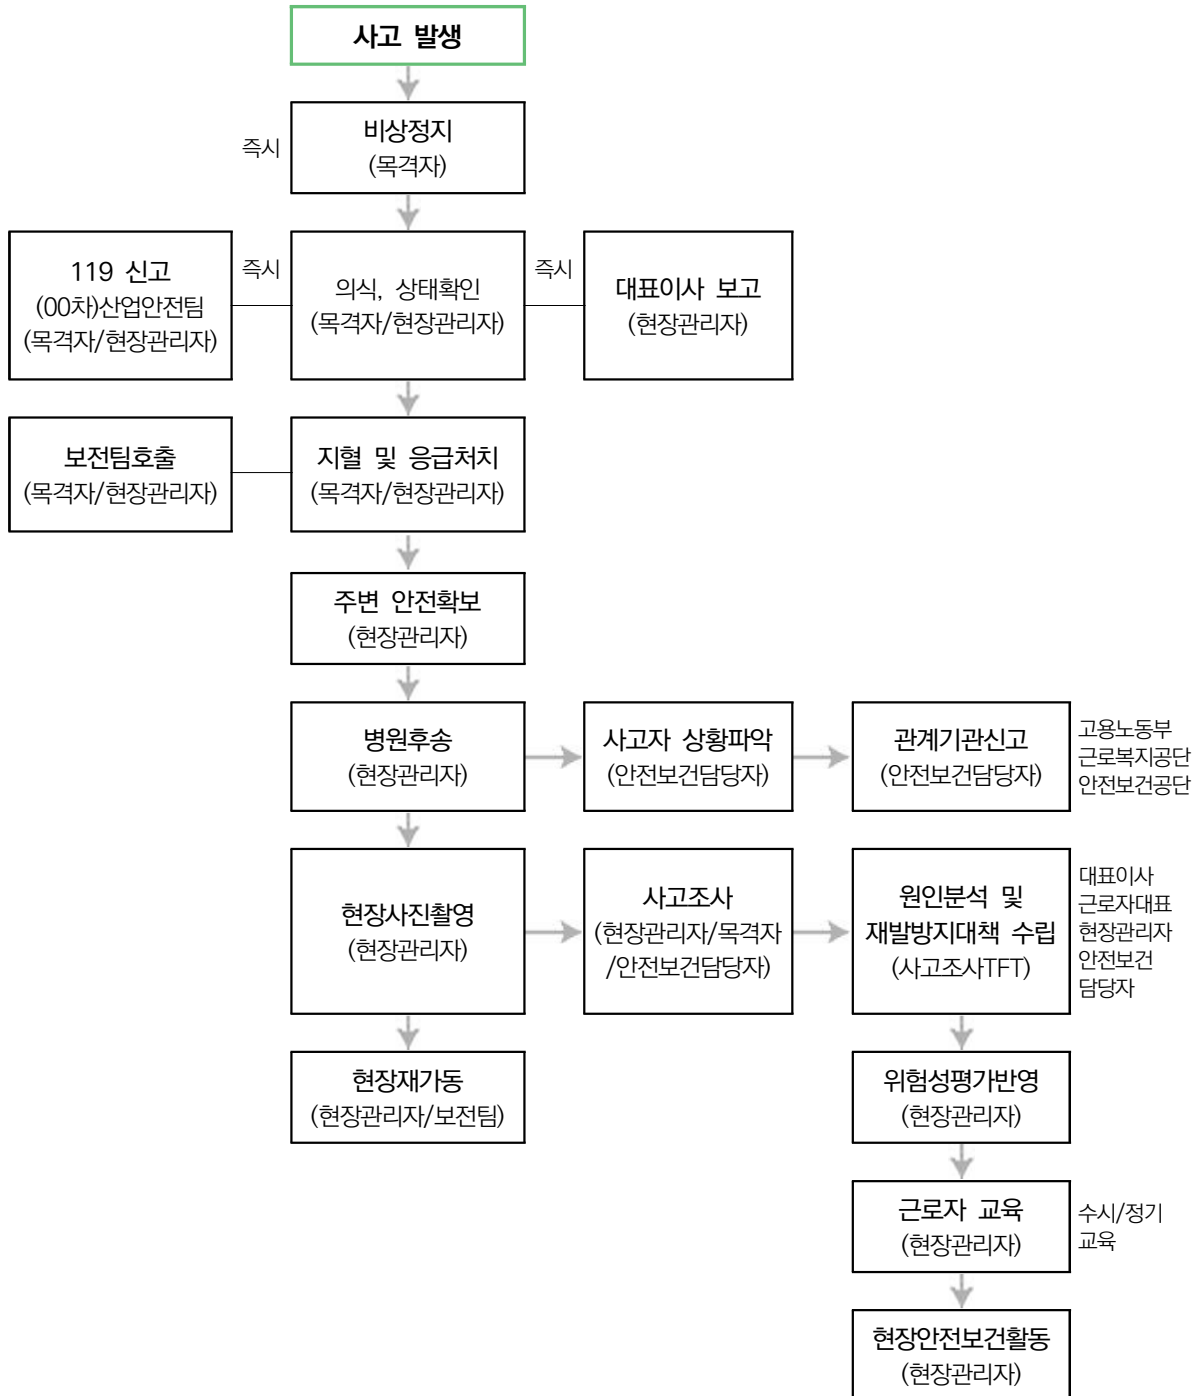 사고 발생
즉시
비상정지
(목격자)
119 신고
(00차)산업안전팀
(목격자/현장관리자)
즉시
의식, 상태확인
(목격자/현장관리자)
즉시
대표이사 보고
(현장관리자)
보전팀호출
(목격자/현장관리자)
지혈 및 응급처치
(목격자/현장관리자)
주변 안전확보
(현장관리자)
병원후송
(현장관리자)
사고자 상황파악
(안전보건담당자)
관계기관신고
(안전보건담당자)
고용노동부
근로복지공단
안전보건공단
현장사진촬영
(현장관리자)
사고조사
(현장관리자/목격자
/안전보건담당자)
원인분석 및
재발방지대책 수립
(사고조사TFT)
대표이사
근로자대표
현장관리자
안전보건
담당자
현장재가동
(현장관리자/보전팀)
위험성평가반영
(현장관리자)
근로자 교육
(현장관리자)
수시/정기
교육
현장안전보건활동
(현장관리자)